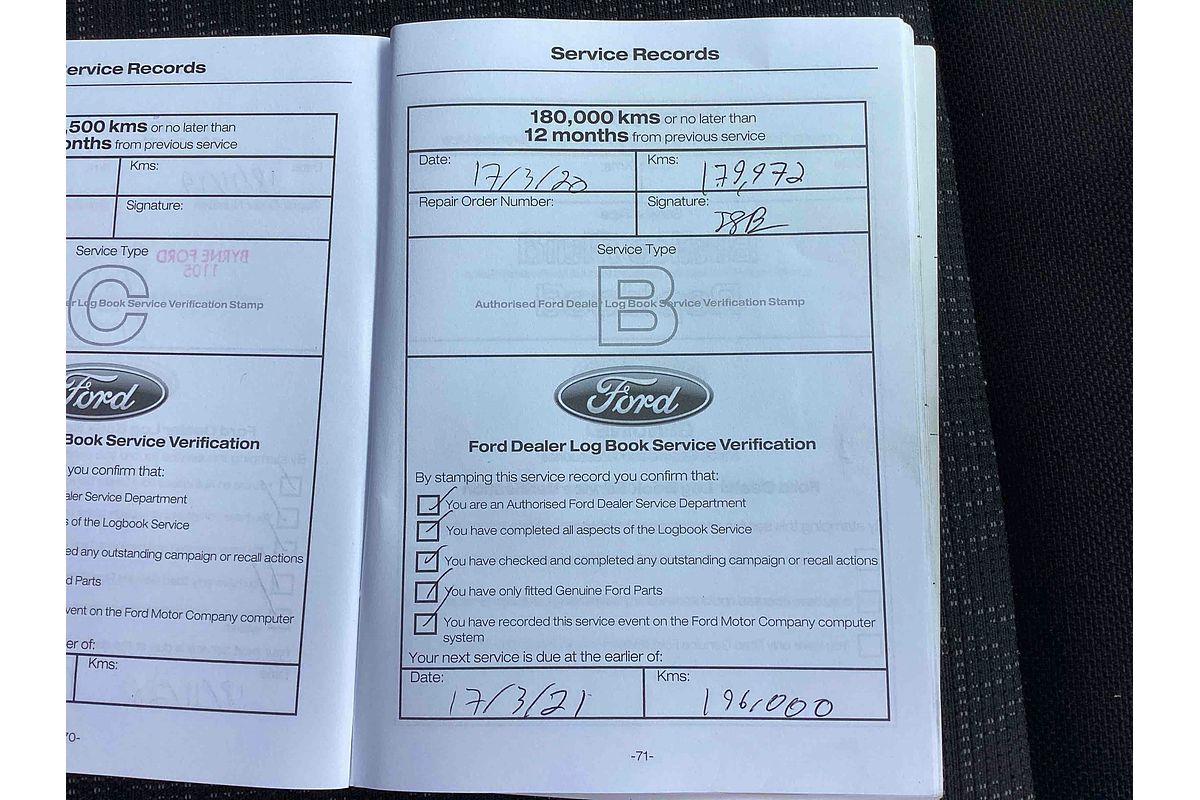 ervice Records
,500 kms or no later than
onths from previous service
Kms:
Signature:
Service Type
BYRNE FORD
1105
C
er Log Book Service Verification Stamp
Ford
Book Service Verification
you confirm that:
aler Service Department
s of the Logbook Service
ed any outstanding campaign or recall actions
d Parts
vent on the Ford Motor Company computer
er of:
Kms:
70-
Service Records
180,000 kms or no later than
12 months from previous service
Date: 17/3/20 Kms: 179,972
Repair Order Number: Signature:
Service Type
B
Authorised Ford Dealer Log Book Service Verification Stamp
Ford
Ford Dealer Log Book Service Verification
By stamping this service record you confirm that:
You are an Authorised Ford Dealer Service Department
You have completed all aspects of the Logbook Service
You have checked and completed any outstanding campaign or recall actions
You have only fitted Genuine Ford Parts
You have recorded this service event on the Ford Motor Company computer
system
Your next service is due at the earlier of:
Date: 17/3/21 Kms: 196,000
-71-